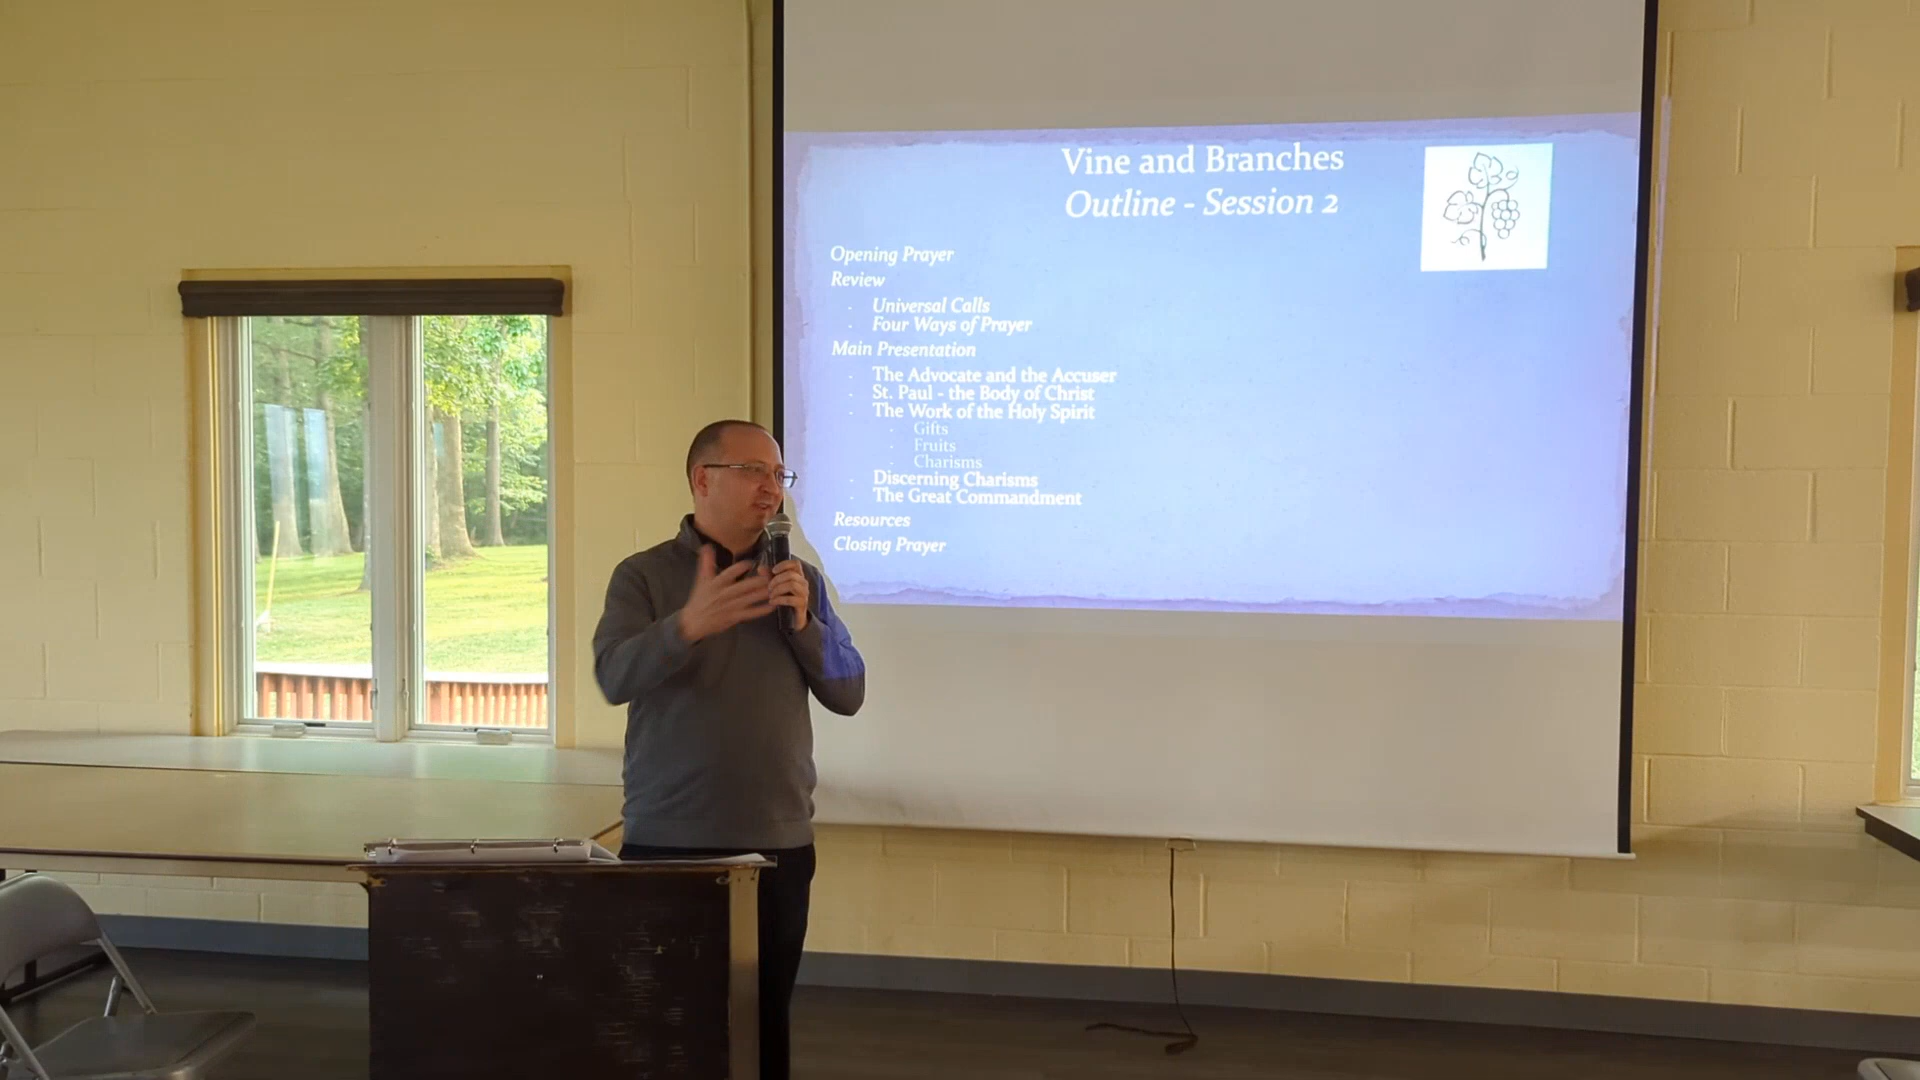 Vine and Branches
Outline - Session 2
Opening Prayer
Review
Universal Calls
Four Ways of Prayer
Main Presentation
The Advocate and the Accuser
St. Paul - the Body of Christ
The Work of the Holy Spirit
Gifts
Fruits
Charisms
Discerning Charisms
The Great Commandment
Resources
Closing Prayer